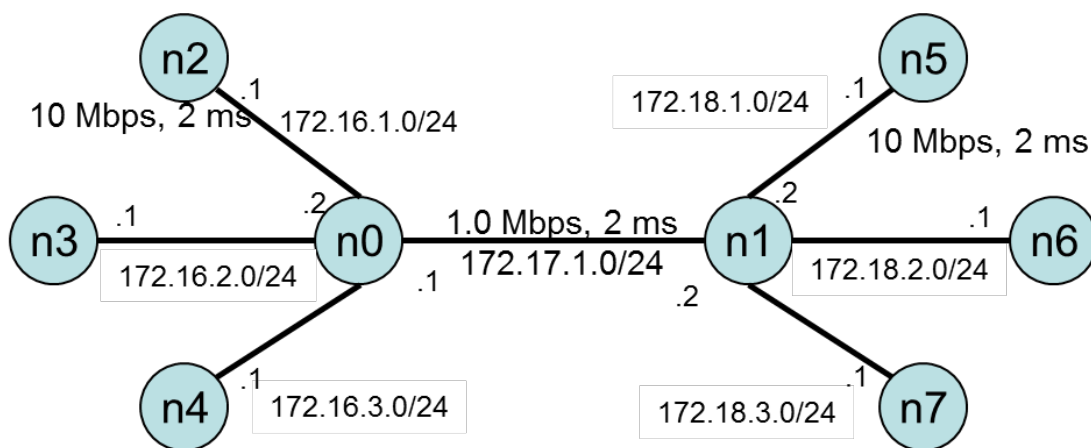 n2
.1
10 Mbps, 2 ms
172.16.1.0/24
n3
.1
.2
172.16.2.0/24
n0
n4
.1
172.16.3.0/24
1.0 Mbps, 2 ms
172.17.1.0/24
.1
.2
n5
172.18.1.0/24
.1
10 Mbps, 2 ms
.2
n1
.1
n6
172.18.2.0/24
.1
n7
172.18.3.0/24